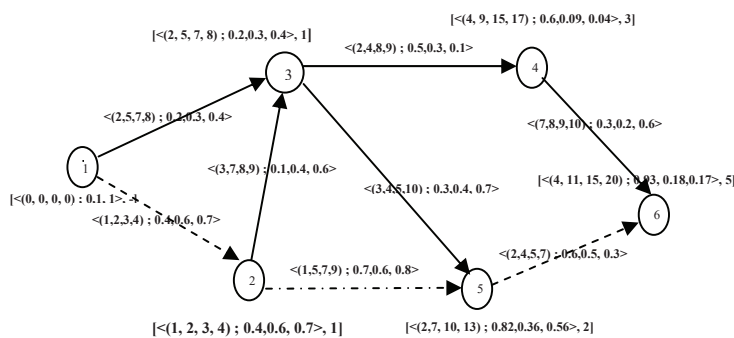 [<(4, 9, 15, 17) ; 0.6,0.09, 0.04>, 3]
[<(2, 5, 7, 8) ; 0.2,0.3, 0.4>, 1]
<(2,4,8,9) ; 0.5,0.3, 0.1>
4
3
<(2,5,7,8) ; 0.2,0.3, 0.4>
<(7,8,9,10) ; 0.3,0.2, 0.6>
1
<(3,7,8,9) ; 0.1,0.4, 0.6>
<(3,4,5,10) ; 0.3,0.4, 0.7>
[<(4, 11, 15, 20) ; 0.93, 0.18,0.17>, 5]
[<(0, 0, 0, 0) ; 0.1. 1>.
<(1,2,3,4) ; 0.4,0.6, 0.7>
6
<(2,4,5,7) ; 0.6,0.5, 0.3>
<(1,5,7,9) ; 0.7,0.6, 0.8>
2
5
[<(1, 2, 3, 4) ; 0.4,0.6, 0.7>, 1]
[<(2,7, 10, 13) ; 0.82,0.36, 0.56>, 2]